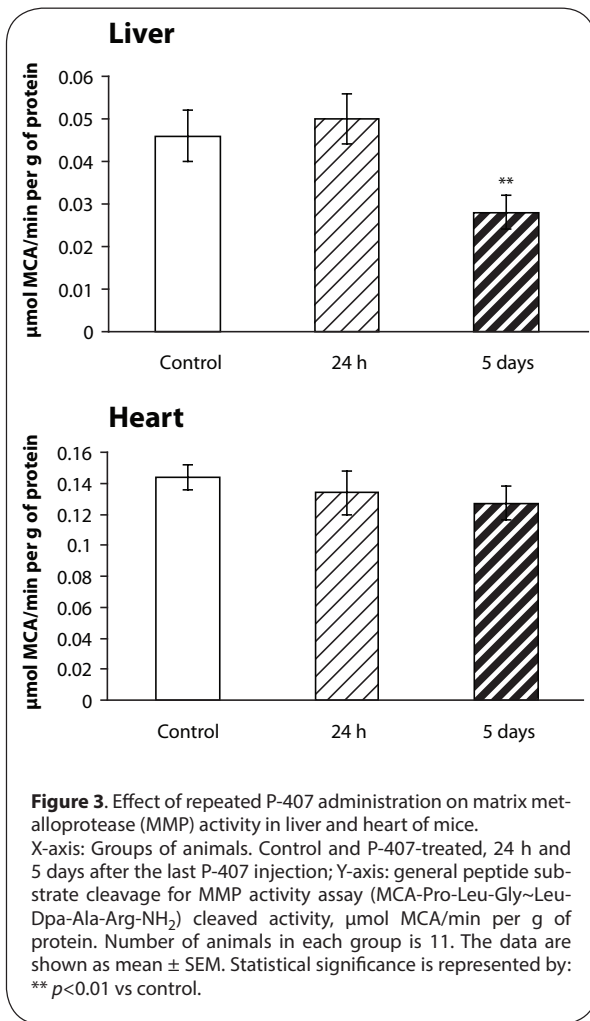 Liver
µmol MCA/min per g of protein
0.06
0.05
0.04
0.03
0.02
0.01
0
**
Control 24 h 5 days
Heart
µmol MCA/min per g of protein
0.16
0.14
0.12
0.1
0.08
0.06
0.04
0.02
0
Control 24 h 5 days
Figure 3. Effect of repeated P-407 administration on matrix met-
alloprotease (MMP) activity in liver and heart of mice.
X-axis: Groups of animals. Control and P-407-treated, 24 h and
5 days after the last P-407 injection; Y-axis: general peptide sub-
strate cleavage for MMP activity assay (MCA-Pro-Leu-Gly~Leu-
Dpa-Ala-Arg-NH₂) cleaved activity, µmol MCA/min per g of
protein. Number of animals in each group is 11. The data are
shown as mean ± SEM. Statistical significance is represented by:
** p<0.01 vs control.